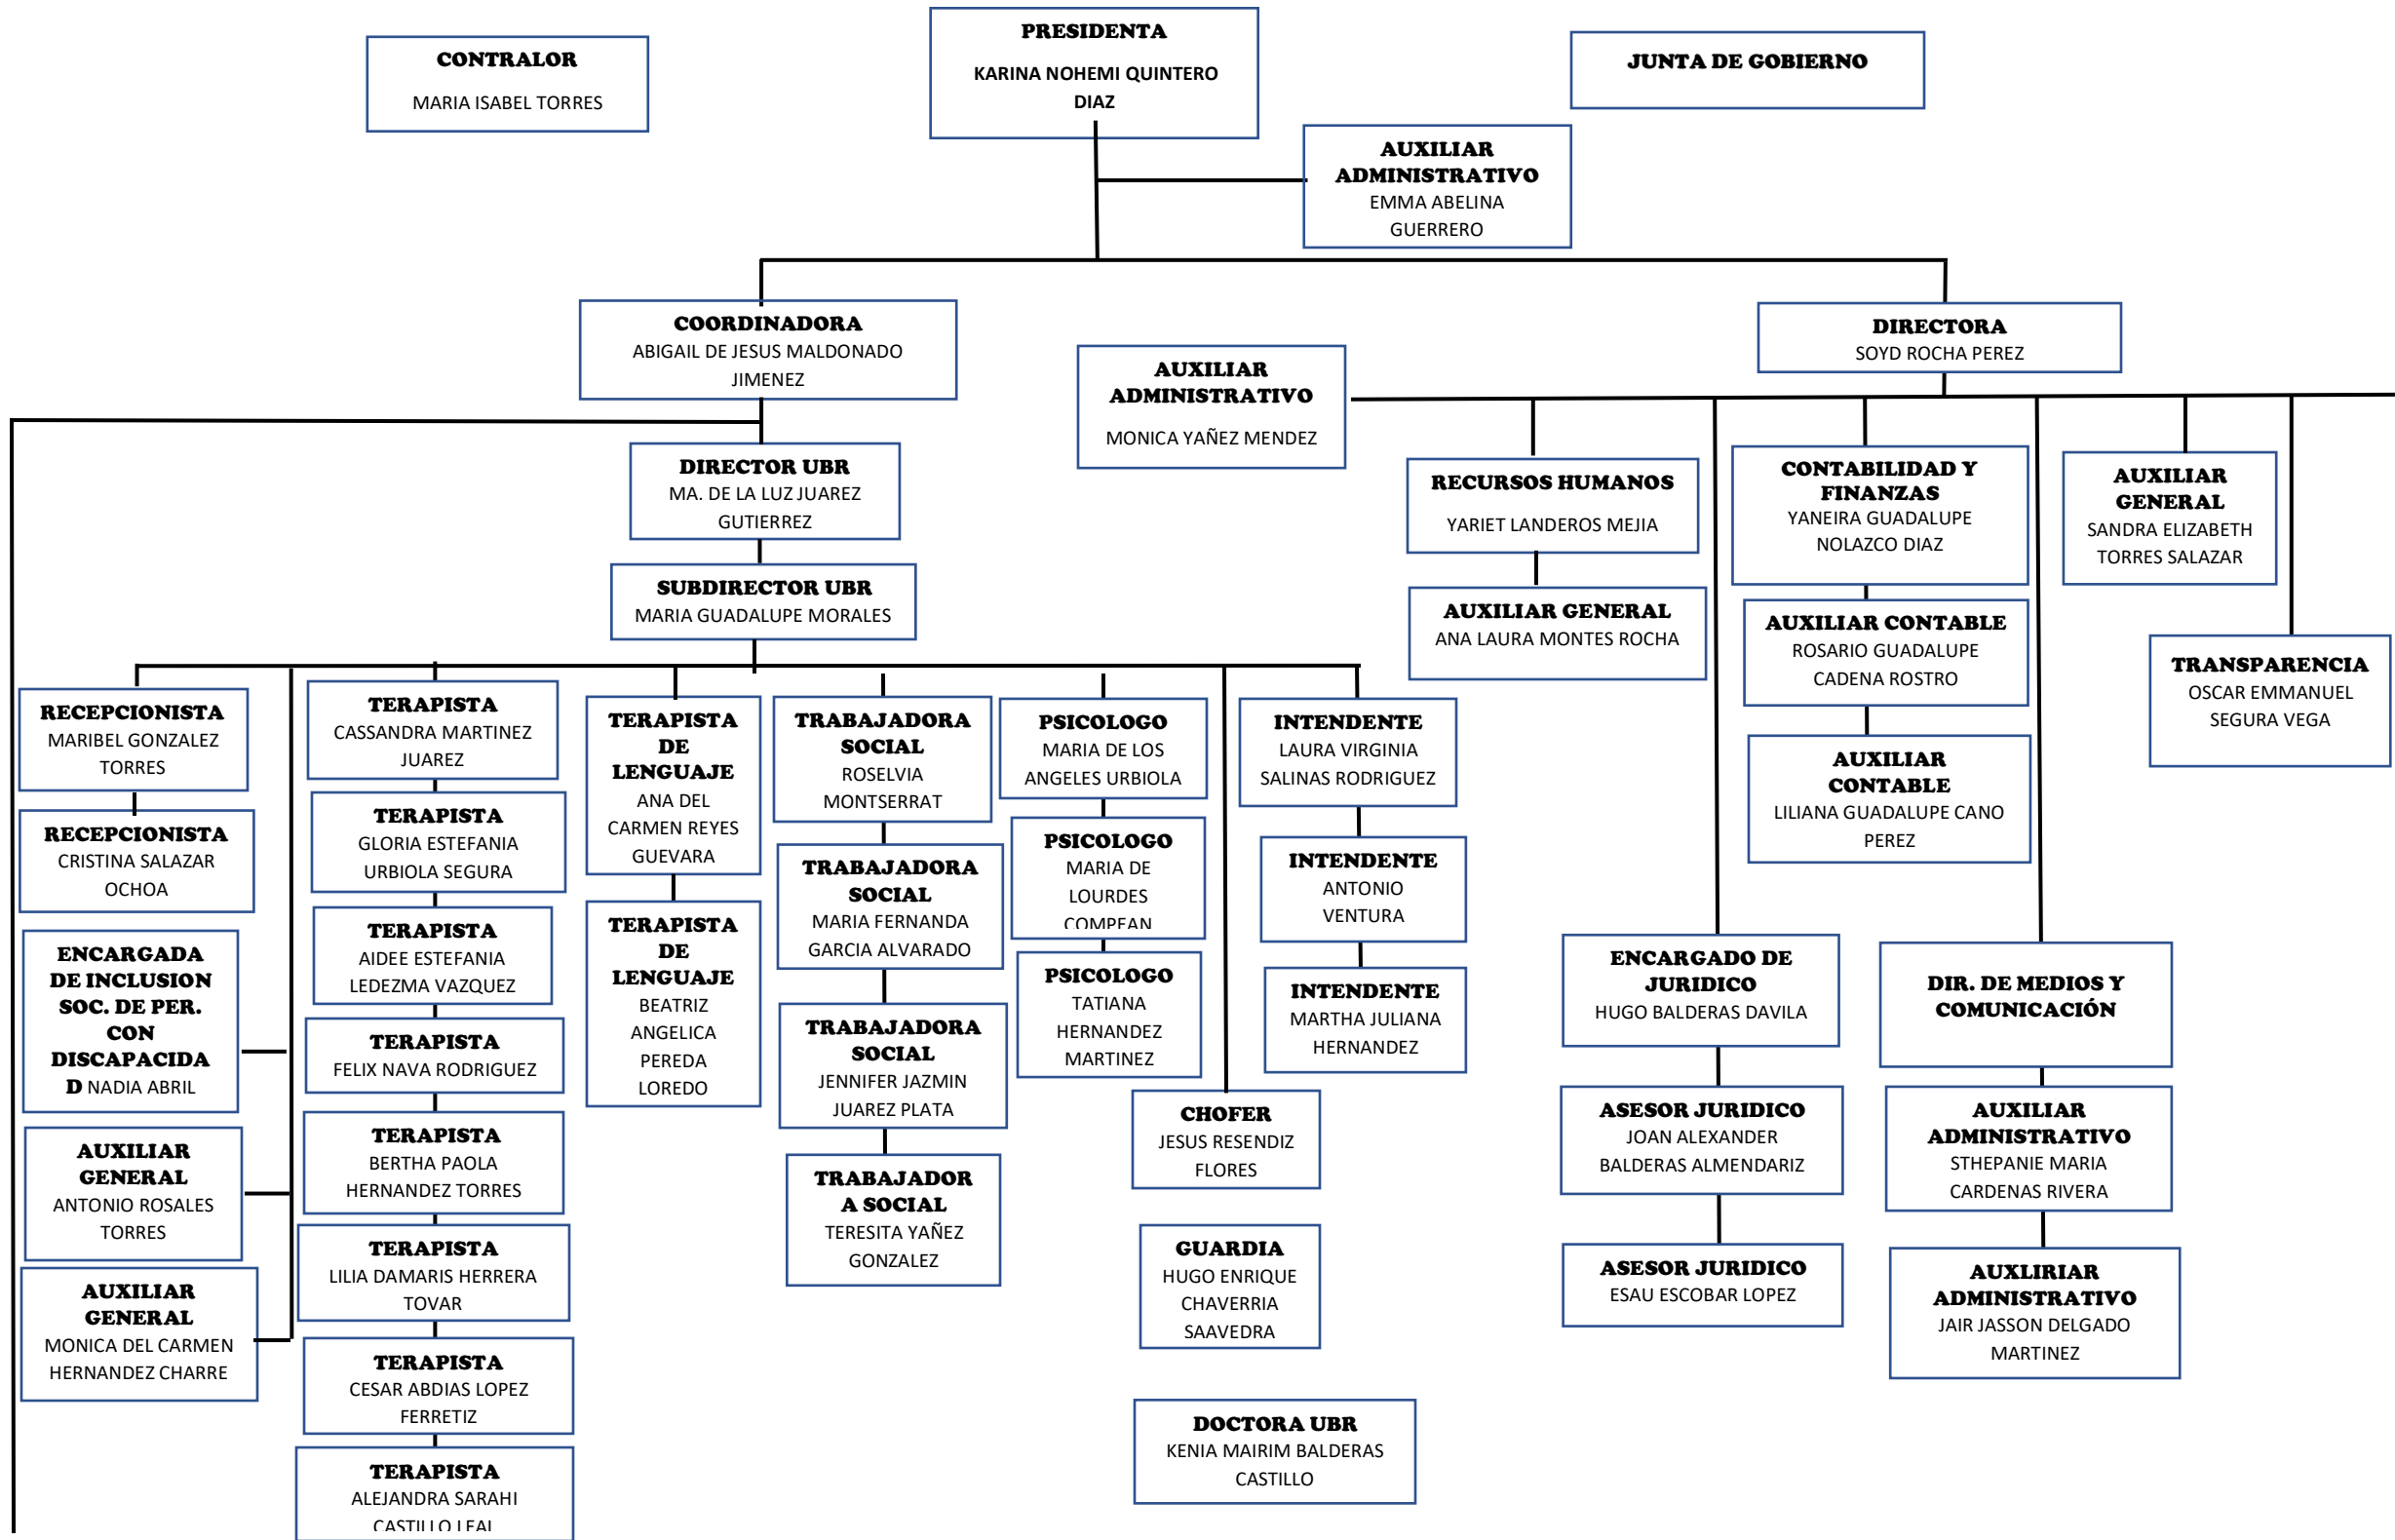 CONTRALOR
MARIA ISABEL TORRES
PRESIDENTA
KARINA NOHEMI QUINTERO
DIAZ
JUNTA DE GOBIERNO
AUXILIAR
ADMINISTRATIVO
EMMA ABELINA
GUERRERO
COORDINADORA
ABIGAIL DE JESUS MALDONADO
JIMENEZ
DIRECTORA
SOYD ROCHA PEREZ
AUXILIAR
ADMINISTRATIVO
MONICA YAÑEZ MENDEZ
DIRECTOR UBR
MA. DE LA LUZ JUAREZ
GUTIERREZ
SUBDIRECTOR UBR
MARIA GUADALUPE MORALES
RECURSOS HUMANOS
YARIET LANDEROS MEJIA
AUXILIAR GENERAL
ANA LAURA MONTES ROCHA
CONTABILIDAD Y
FINANZAS
YANEIRA GUADALUPE
NOLAZCO DIAZ
AUXILIAR CONTABLE
ROSARIO GUADALUPE
CADENA ROSTRO
AUXILIAR
CONTABLE
LILIANA GUADALUPE CANO
PEREZ
AUXILIAR
GENERAL
SANDRA ELIZABETH
TORRES SALAZAR
TRANSPARENCIA
OSCAR EMMANUEL
SEGURA VEGA
RECEPCIONISTA
MARIBEL GONZALEZ
TORRES
RECEPCIONISTA
CRISTINA SALAZAR
OCHOA
ENCARGADA
DE INCLUSION
SOC. DE PER.
CON
DISCAPACIDA
D NADIA ABRIL
AUXILIAR
GENERAL
ANTONIO ROSALES
TORRES
AUXILIAR
GENERAL
MONICA DEL CARMEN
HERNANDEZ CHARRE
TERAPISTA
CASSANDRA MARTINEZ
JUAREZ
TERAPISTA
GLORIA ESTEFANIA
URBIOLA SEGURA
TERAPISTA
AIDEE ESTEFANIA
LEDEZMA VAZQUEZ
TERAPISTA
FELIX NAVA RODRIGUEZ
TERAPISTA
BERTHA PAOLA
HERNANDEZ TORRES
TERAPISTA
LILIA DAMARIS HERRERA
TOVAR
TERAPISTA
CESAR ABDIAS LOPEZ
FERRETIZ
TERAPISTA
ALEJANDRA SARAHI
CASTILLO LEAL
TERAPISTA
DE
LENGUAJE
ANA DEL
CARMEN REYES
GUEVARA
TERAPISTA
DE
LENGUAJE
BEATRIZ
ANGELICA
PEREDA
LOREDO
TRABAJADORA
SOCIAL
ROSELVIA
MONTSERRAT
TRABAJADORA
SOCIAL
MARIA FERNANDA
GARCIA ALVARADO
TRABAJADORA
SOCIAL
JENNIFER JAZMIN
JUAREZ PLATA
TRABAJADOR
A SOCIAL
TERESITA YAÑEZ
GONZALEZ
PSICOLOGO
MARIA DE LOS
ANGELES URBIOLA
PSICOLOGO
MARIA DE
LOURDES
COMPEAN
PSICOLOGO
TATIANA
HERNANDEZ
MARTINEZ
INTENDENTE
LAURA VIRGINIA
SALINAS RODRIGUEZ
INTENDENTE
ANTONIO
VENTURA
INTENDENTE
MARTHA JULIANA
HERNANDEZ
CHOFER
JESUS RESENDIZ
FLORES
GUARDIA
HUGO ENRIQUE
CHAVERRIA
SAAVEDRA
DOCTORA UBR
KENIA MAIRIM BALDERAS
CASTILLO
ENCARGADO DE
JURIDICO
HUGO BALDERAS DAVILA
ASESOR JURIDICO
JOAN ALEXANDER
BALDERAS ALMENDARIZ
ASESOR JURIDICO
ESAU ESCOBAR LOPEZ
DIR. DE MEDIOS Y
COMUNICACIÓN
AUXILIAR
ADMINISTRATIVO
STHEPANIE MARIA
CARDENAS RIVERA
AUXLIRIAR
ADMINISTRATIVO
JAIR JASSON DELGADO
MARTINEZ